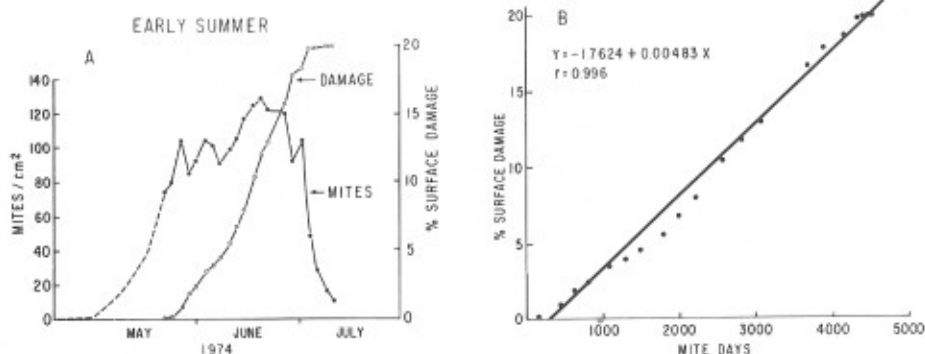 EARLY SUMMER
A
DAMAGE
MITES
MITES / cm²
140
120
100
80
60
40
20
0
20
15
10
5
0
% SURFACE DAMAGE
MAY JUNE JULY
1974
B
Y = -1.7624 + 0.00483 X
r = 0.996
% SURFACE DAMAGE
20
15
10
5
0
1000 2000 3000 4000 5000
MITE DAYS